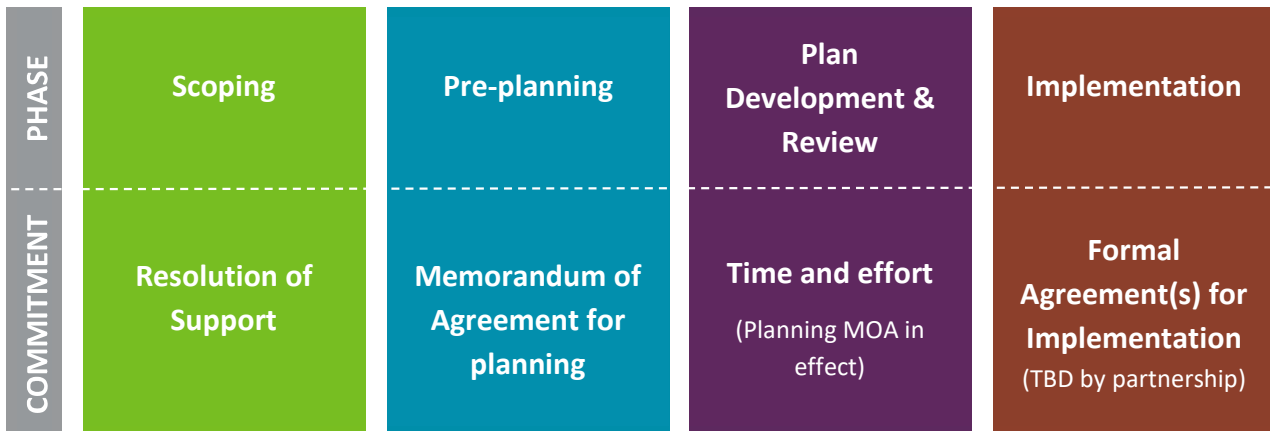 PHASE
Scoping
Pre-planning
Plan
Development &
Review
Implementation
COMMITMENT
Resolution of
Support
Memorandum of
Agreement for
planning
Time and effort
(Planning MOA in
effect)
Formal
Agreement(s) for
Implementation
(TBD by partnership)